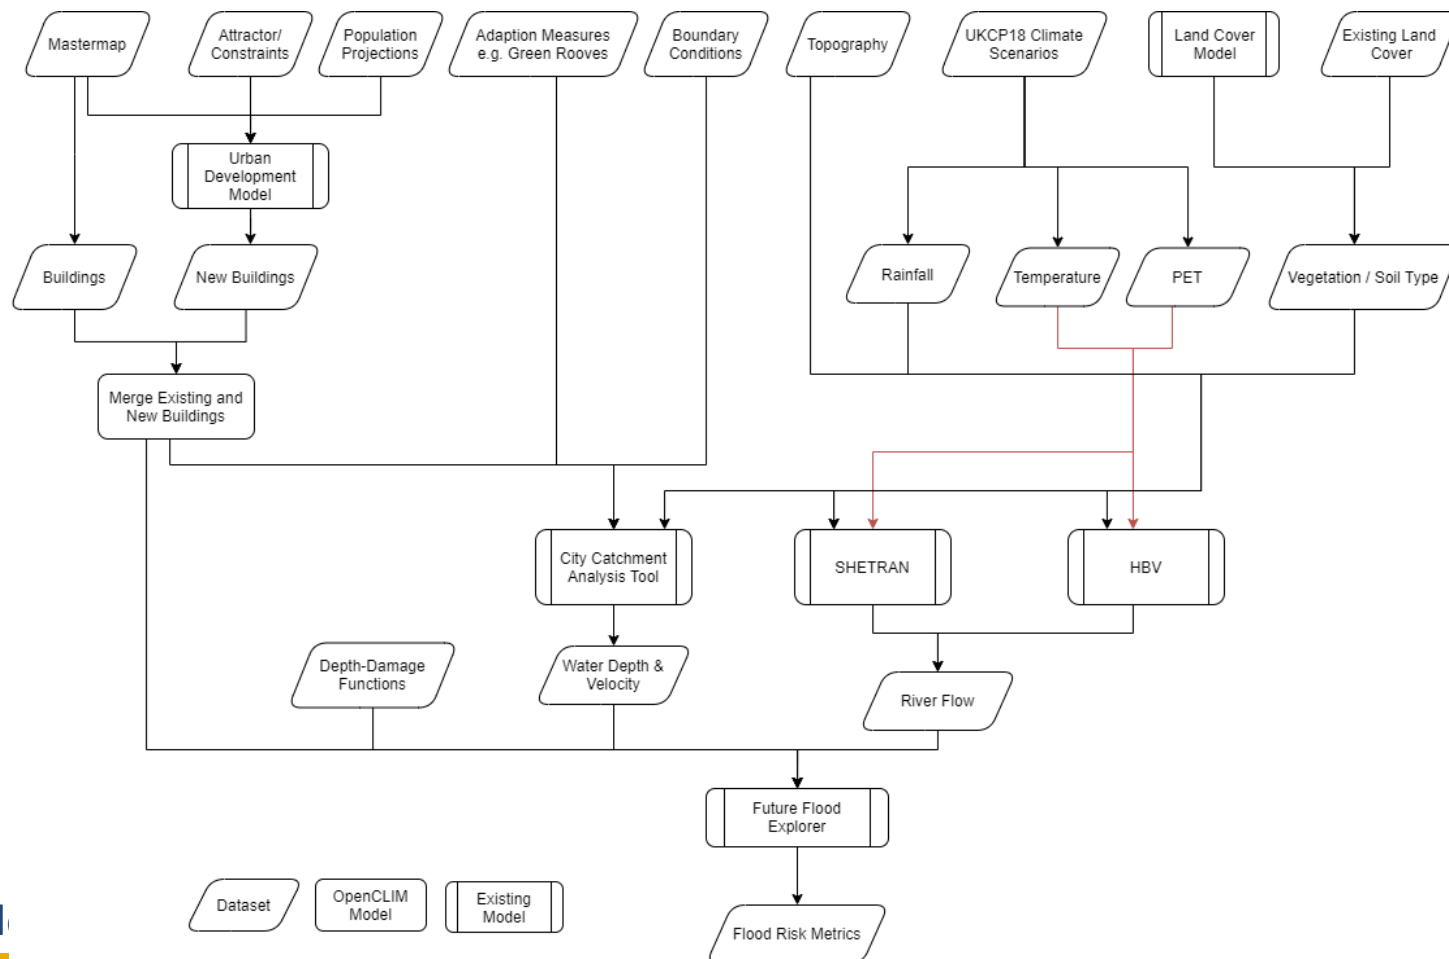 Mastermap
Attractor/
Constraints
Population
Projections
Adaption Measures
e.g. Green Rooves
Boundary
Conditions
Topography
UKCP18 Climate
Scenarios
Land Cover
Model
Existing Land
Cover
Urban
Development
Model
Buildings
New Buildings
Rainfall
Temperature
PET
Vegetation / Soil Type
Merge Existing and
New Buildings
City Catchment
Analysis Tool
SHETRAN
HBV
Depth-Damage
Functions
Water Depth &
Velocity
River Flow
Future Flood
Explorer
Dataset
OpenCLIM
Model
Existing
Model
Flood Risk Metrics